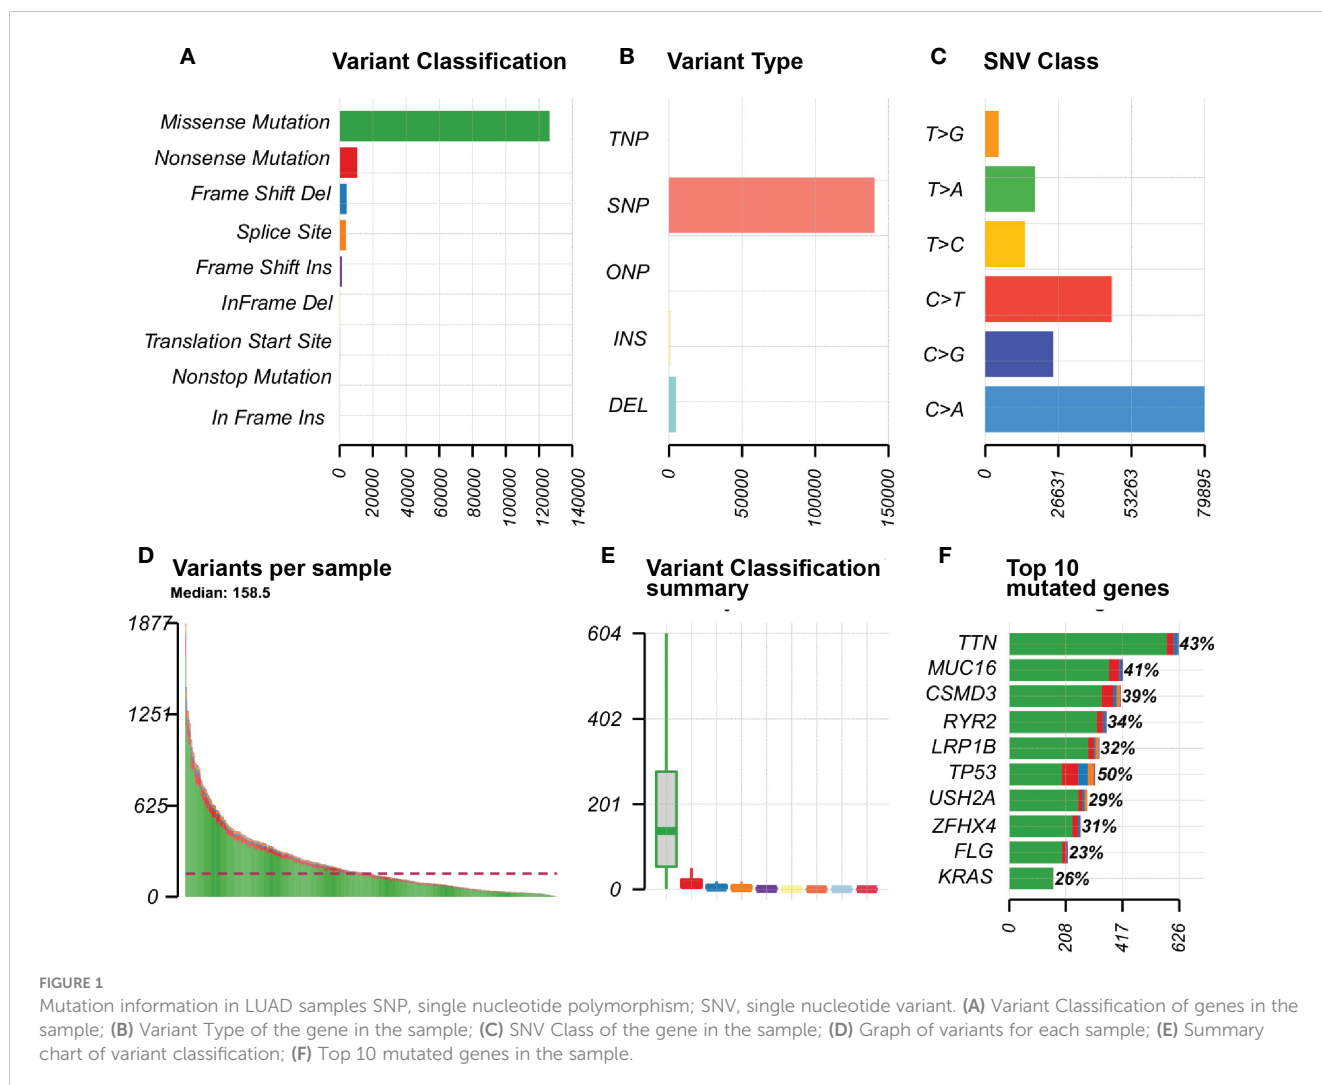 A Variant Classification
Missense Mutation
Nonsense Mutation
Frame Shift Del
Splice Site
Frame Shift Ins
InFrame Del
Translation Start Site
Nonstop Mutation
In Frame Ins
0 20000 40000 60000 80000 100000 120000 140000
B Variant Type
TNP
SNP
ONP
INS
DEL
0 50000 100000 150000
C SNV Class
T>G
T>A
T>C
C>T
C>G
C>A
0 26631 53263 79895
D Variants per sample
Median: 158.5
1877
1251
625
0
E Variant Classification
summary
604
402
201
0
F Top 10
mutated genes
TTN 43%
MUC16 41%
CSMD3 39%
RYR2 34%
LRP1B 32%
TP53 50%
USH2A 29%
ZFHX4 31%
FLG 23%
KRAS 26%
0 208 417 626
FIGURE 1
Mutation information in LUAD samples SNP, single nucleotide polymorphism; SNV, single nucleotide variant. (A) Variant Classification of genes in the
sample; (B) Variant Type of the gene in the sample; (C) SNV Class of the gene in the sample; (D) Graph of variants for each sample; (E) Summary
chart of variant classification; (F) Top 10 mutated genes in the sample.